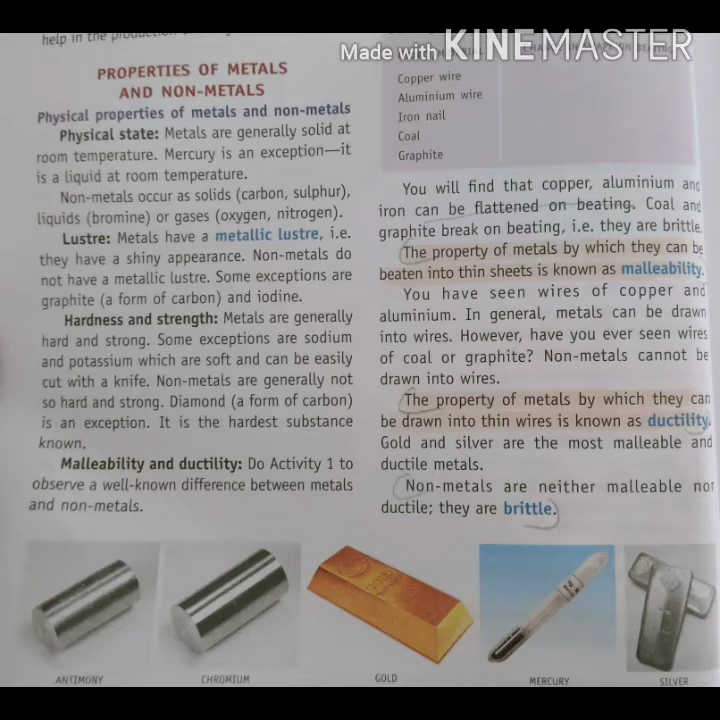 help in the production
Made with KINEMASTER
PROPERTIES OF METALS
AND NON-METALS
Physical properties of metals and non-metals
Physical state: Metals are generally solid at
room temperature. Mercury is an exception—it
is a liquid at room temperature.
Non-metals occur as solids (carbon, sulphur),
liquids (bromine) or gases (oxygen, nitrogen).
Lustre: Metals have a metallic lustre, i.e.
they have a shiny appearance. Non-metals do
not have a metallic lustre. Some exceptions are
graphite (a form of carbon) and iodine.
Hardness and strength: Metals are generally
hard and strong. Some exceptions are sodium
and potassium which are soft and can be easily
cut with a knife. Non-metals are generally not
so hard and strong. Diamond (a form of carbon)
is an exception. It is the hardest substance
known.
Malleability and ductility: Do Activity 1 to
observe a well-known difference between metals
and non-metals.
Copper wire
Aluminium wire
Iron nail
Coal
Graphite
You will find that copper, aluminium and
iron can be flattened on beating. Coal and
graphite break on beating, i.e. they are brittle.
The property of metals by which they can be
beaten into thin sheets is known as malleability.
You have seen wires of copper and
aluminium. In general, metals can be drawn
into wires. However, have you ever seen wires
of coal or graphite? Non-metals cannot be
drawn into wires.
The property of metals by which they can
be drawn into thin wires is known as ductility.
Gold and silver are the most malleable and
ductile metals.
Non-metals are neither malleable nor
ductile; they are brittle.
ANTIMONY
CHROMIUM
GOLD
MERCURY
SILVER